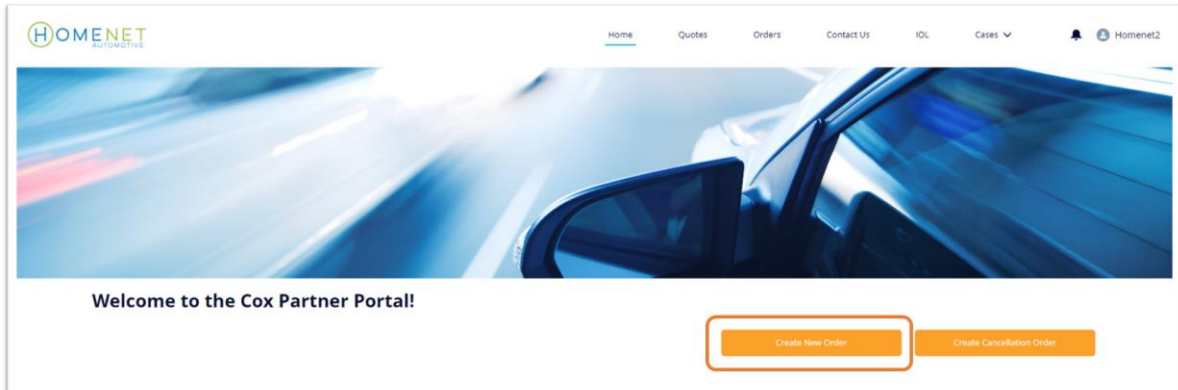 HOMENET
AUTOMOTIVE
Home Quotes Orders Contact Us IOL Cases Homenet2
Welcome to the Cox Partner Portal!
Create New Order Create Cancellation Order